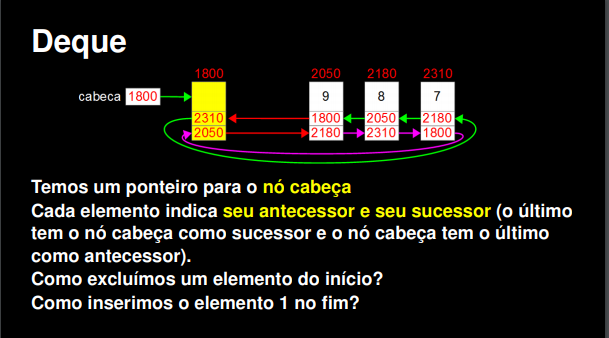 Deque
1800 2050 2180 2310
cabeca 1800 9 8 7
2310 1800 2050 2180
2050 2180 2310 1800
Temos um ponteiro para o nó cabeça
Cada elemento indica seu antecessor e seu sucessor (o último
tem o nó cabeça como sucessor e o nó cabeça tem o último
como antecessor).
Como excluímos um elemento do início?
Como inserimos o elemento 1 no fim?